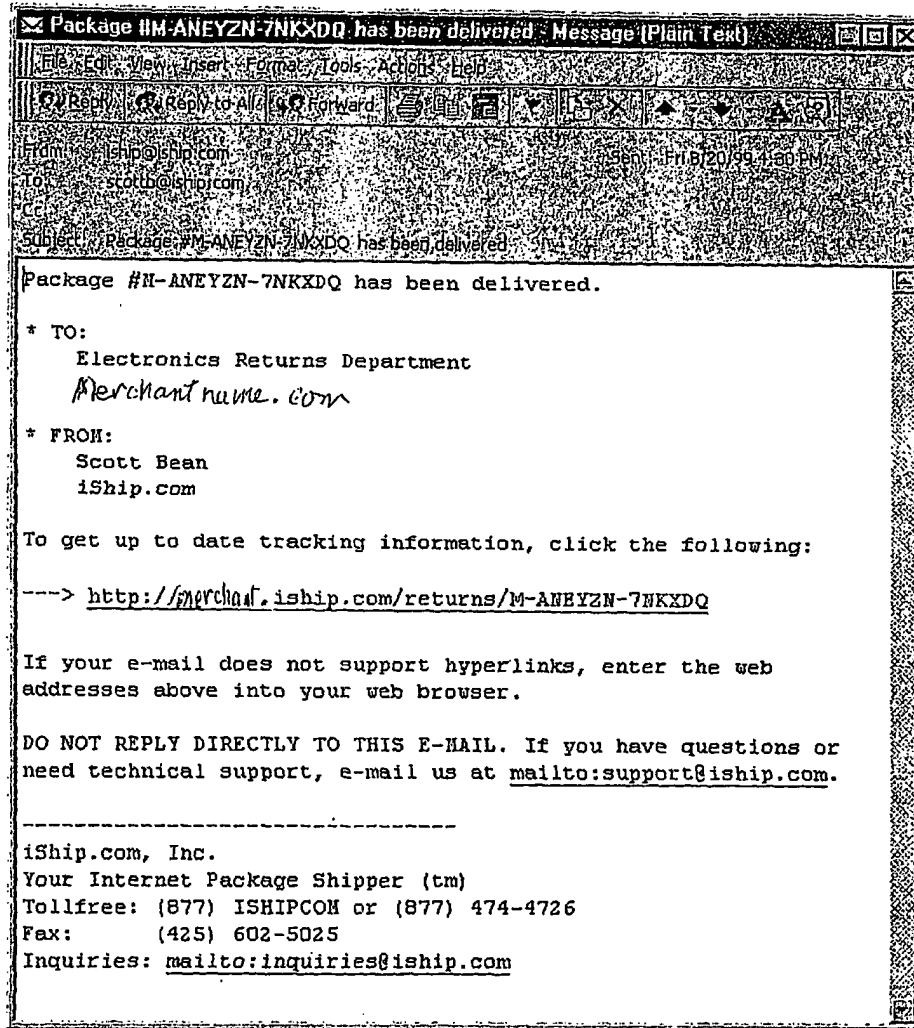 Package #M-ANEYZN-7NKXDQ has been delivered - Message (Plain Text)
File Edit View Insert Format Tools Actions Help
Reply Reply to All Forward
From: iship@iship.com Sent: Fri 8/20/99 4:30 PM
To: scottb@iship.com
Cc:
Subject: Package #M-ANEYZN-7NKXDQ has been delivered
Package #M-ANEYZN-7NKXDQ has been delivered.
* TO:
Electronics Returns Department
Merchantname.com
* FROM:
Scott Bean
iShip.com
To get up to date tracking information, click the following:
---> http://merchant.iship.com/returns/M-ANEYZN-7NKXDQ
If your e-mail does not support hyperlinks, enter the web
addresses above into your web browser.
DO NOT REPLY DIRECTLY TO THIS E-MAIL. If you have questions or
need technical support, e-mail us at mailto:support@iship.com.
----------------------------------
iShip.com, Inc.
Your Internet Package Shipper (tm)
Tollfree: (877) ISHIPCOM or (877) 474-4726
Fax: (425) 602-5025
Inquiries: mailto:inquiries@iship.com